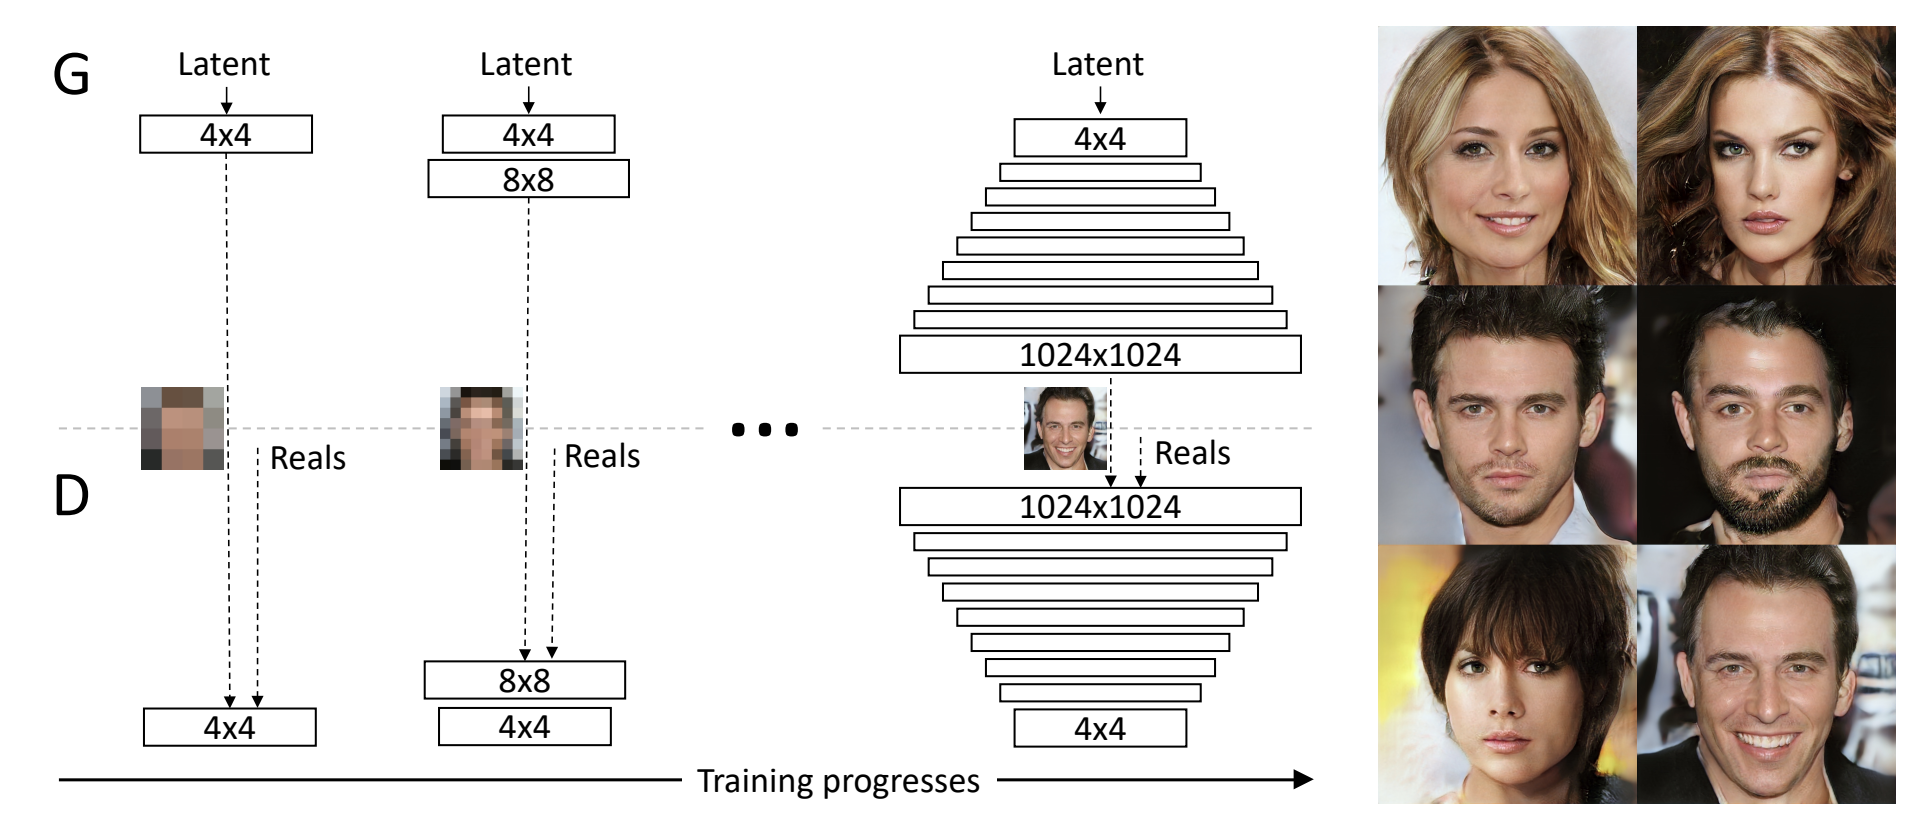 G
Latent
Latent
Latent
4x4
4x4
4x4
8x8
1024x1024
...
Reals
Reals
Reals
D
1024x1024
8x8
4x4
4x4
4x4
Training progresses